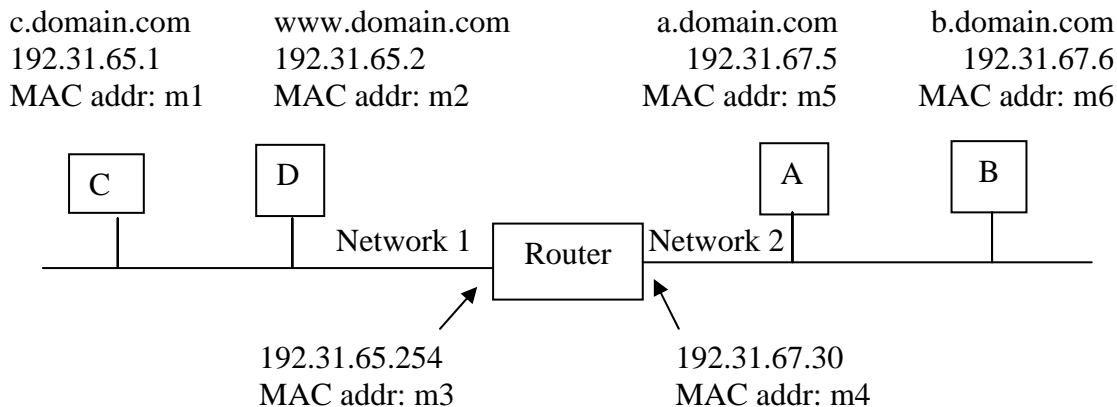 c.domain.com
192.31.65.1
MAC addr: m1
www.domain.com
192.31.65.2
MAC addr: m2
a.domain.com
192.31.67.5
MAC addr: m5
b.domain.com
192.31.67.6
MAC addr: m6
C
D
A
B
Network 1
Router
Network 2
192.31.65.254
MAC addr: m3
192.31.67.30
MAC addr: m4